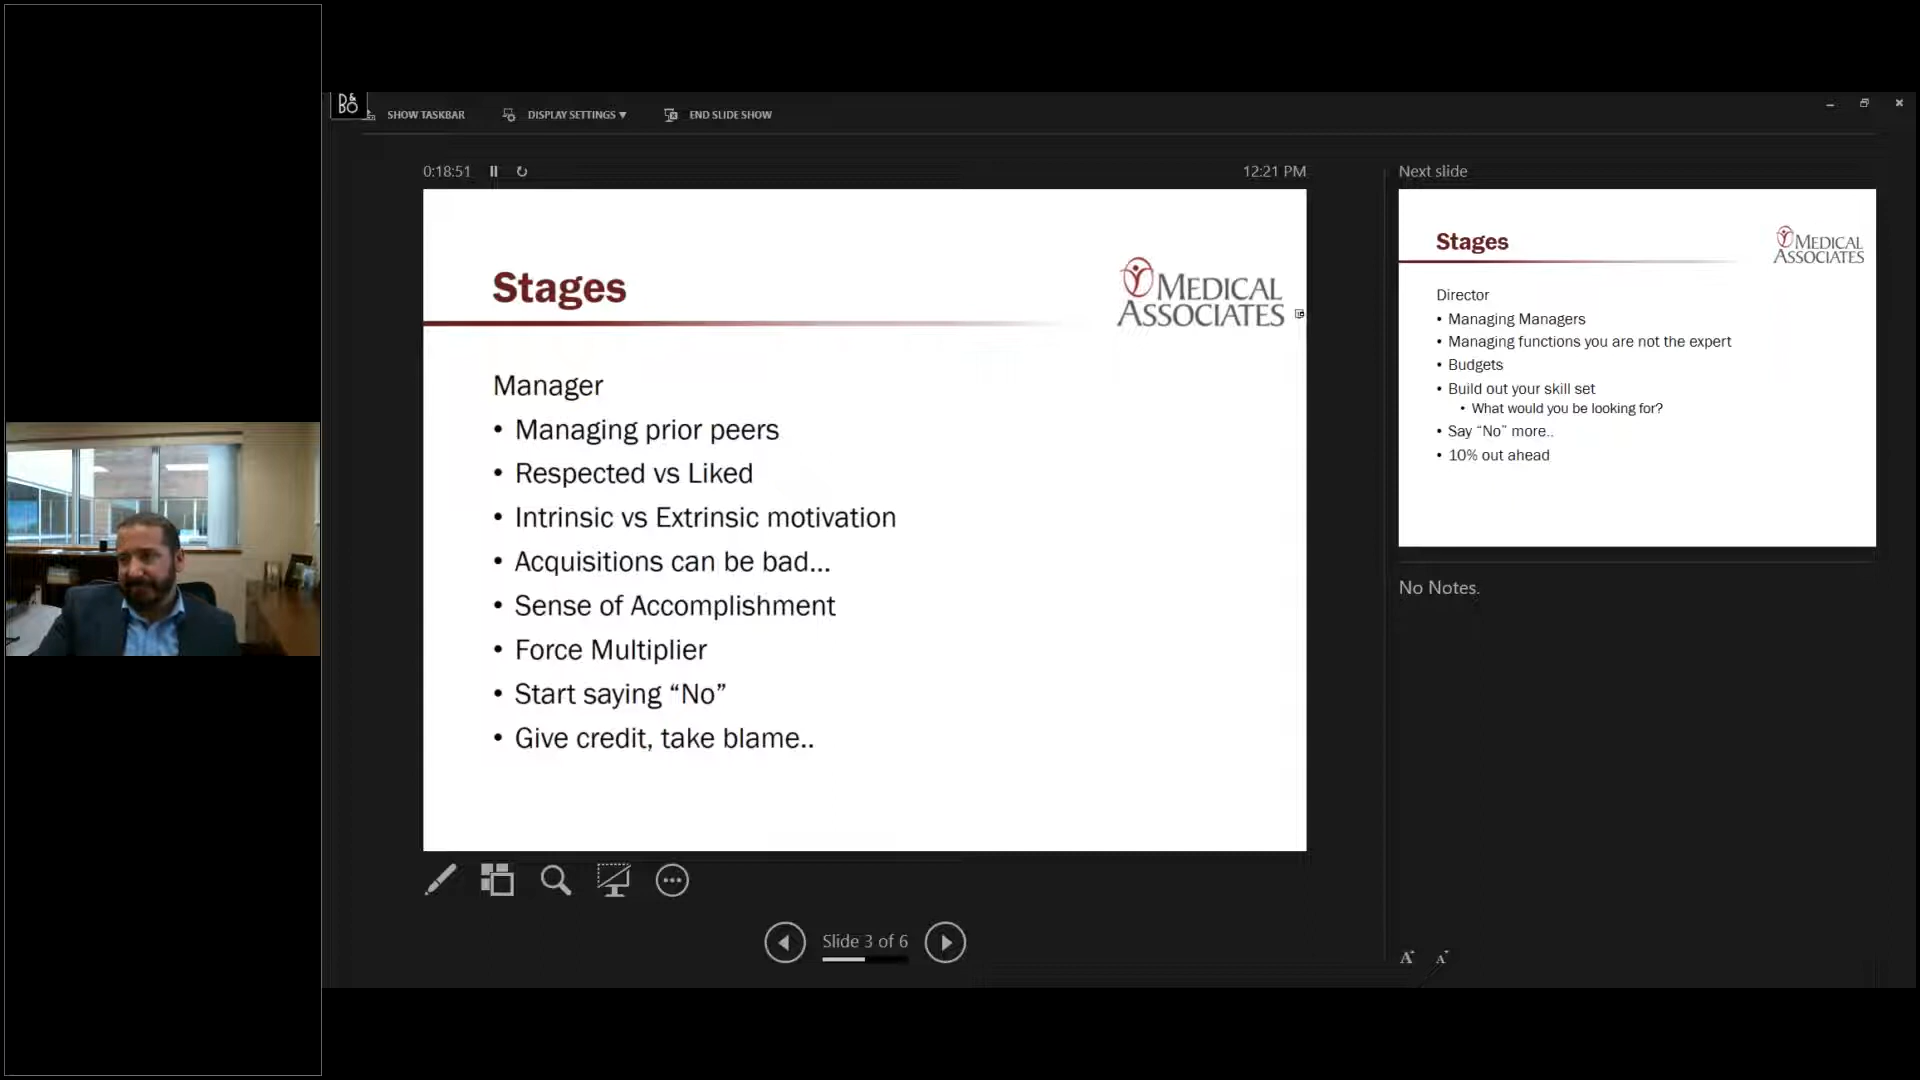 B&
BO
SHOW TASKBAR
DISPLAY SETTINGS ▾
END SLIDE SHOW
0:18:51
12:21 PM
Stages
MEDICAL
ASSOCIATES
Manager
• Managing prior peers
• Respected vs Liked
• Intrinsic vs Extrinsic motivation
• Acquisitions can be bad...
• Sense of Accomplishment
• Force Multiplier
• Start saying “No”
• Give credit, take blame..
Slide 3 of 6
Next slide
Stages
MEDICAL
ASSOCIATES
Director
• Managing Managers
• Managing functions you are not the expert
• Budgets
• Build out your skill set
• What would you be looking for?
• Say “No” more..
• 10% out ahead
No Notes.
A A